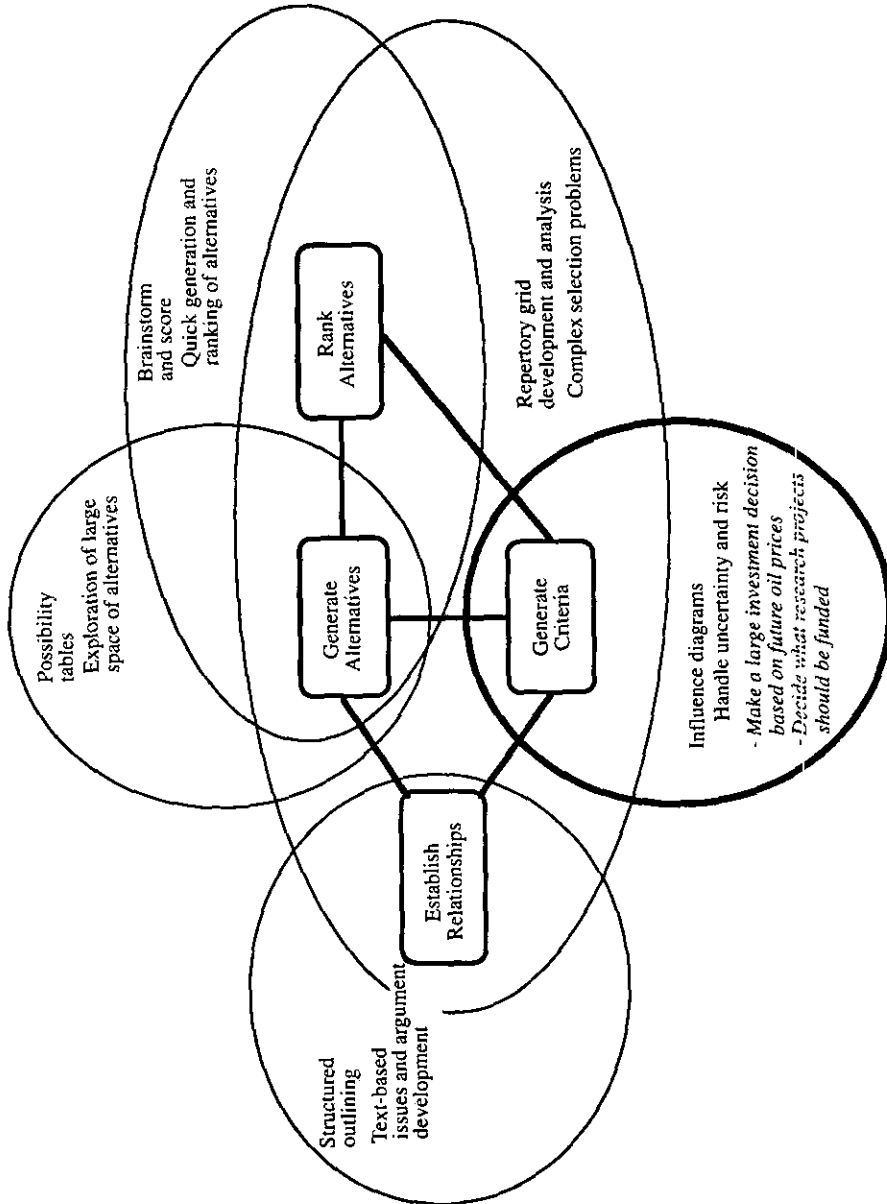 Possibility
tables
Exploration of large
space of alternatives
Brainstorm
and score
Quick generation and
ranking of alternatives
Structured
outlining
Text-based
issues and argument
development
Establish
Relationships
Generate
Alternatives
Rank
Alternatives
Generate
Criteria
Repertory grid
development and analysis
Complex selection problems
Influence diagrams
Handle uncertainty and risk
- Make a large investment decision
based on future oil prices
- Decide what research projects
should be funded